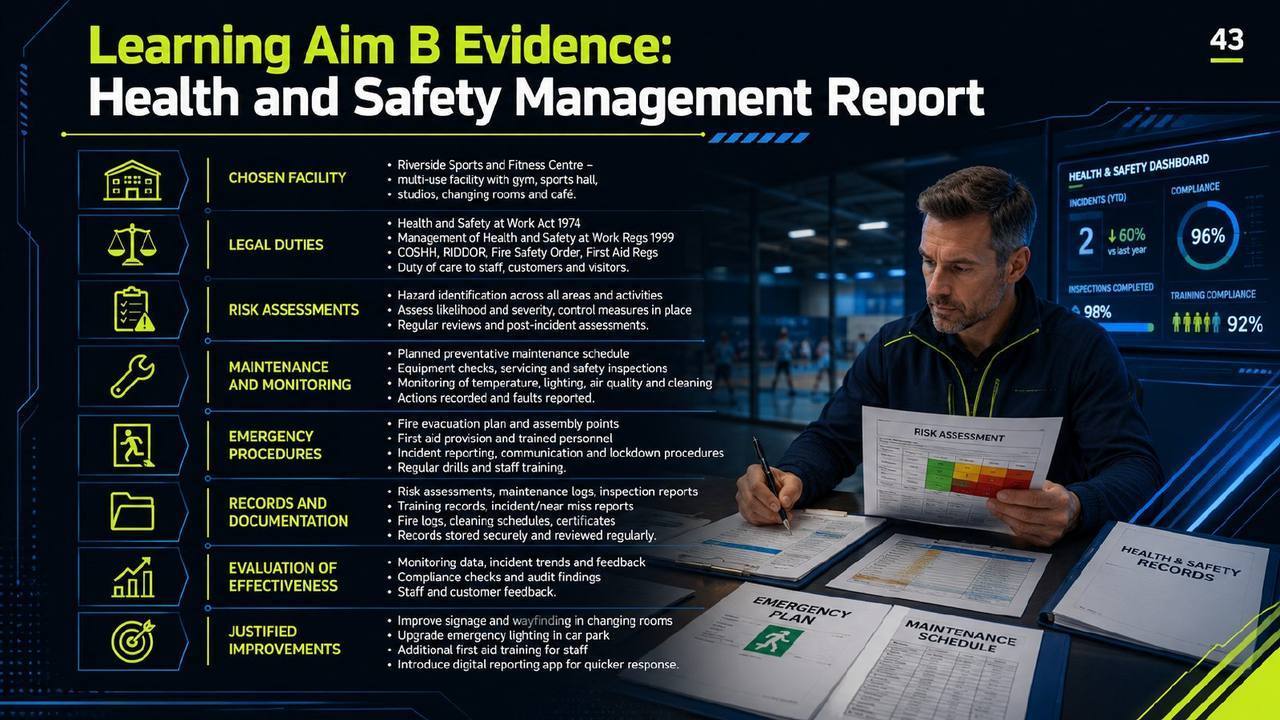 Learning Aim B Evidence:
Health and Safety Management Report
43
CHOSEN FACILITY
• Riverside Sports and Fitness Centre –
• multi-use facility with gym, sports hall,
• studios, changing rooms and café.
LEGAL DUTIES
• Health and Safety at Work Act 1974
• Management of Health and Safety at Work Regs 1999
• COSHH, RIDDOR, Fire Safety Order, First Aid Regs
• Duty of care to staff, customers and visitors.
RISK ASSESSMENTS
• Hazard identification across all areas and activities
• Assess likelihood and severity, control measures in place
• Regular reviews and post-incident assessments.
MAINTENANCE
AND MONITORING
• Planned preventative maintenance schedule
• Equipment checks, servicing and safety inspections
• Monitoring of temperature, lighting, air quality and cleaning
• Actions recorded and faults reported.
EMERGENCY
PROCEDURES
• Fire evacuation plan and assembly points
• First aid provision and trained personnel
• Incident reporting, communication and lockdown procedures
• Regular drills and staff training.
RECORDS AND
DOCUMENTATION
• Risk assessments, maintenance logs, inspection reports
• Training records, incident/near miss reports
• Fire logs, cleaning schedules, certificates
• Records stored securely and reviewed regularly.
EVALUATION OF
EFFECTIVENESS
• Monitoring data, incident trends and feedback
• Compliance checks and audit findings
• Staff and customer feedback.
JUSTIFIED
IMPROVEMENTS
• Improve signage and wayfinding in changing rooms
• Upgrade emergency lighting in car park
• Additional first aid training for staff
• Introduce digital reporting app for quicker response.
HEALTH & SAFETY DASHBOARD
INCIDENTS (YTD)
2
↓60%
vs last year
COMPLIANCE
96%
INSPECTIONS COMPLETED
98%
TRAINING COMPLIANCE
92%
RISK ASSESSMENT
HEALTH & SAFETY
RECORDS
EMERGENCY
PLAN
MAINTENANCE
SCHEDULE